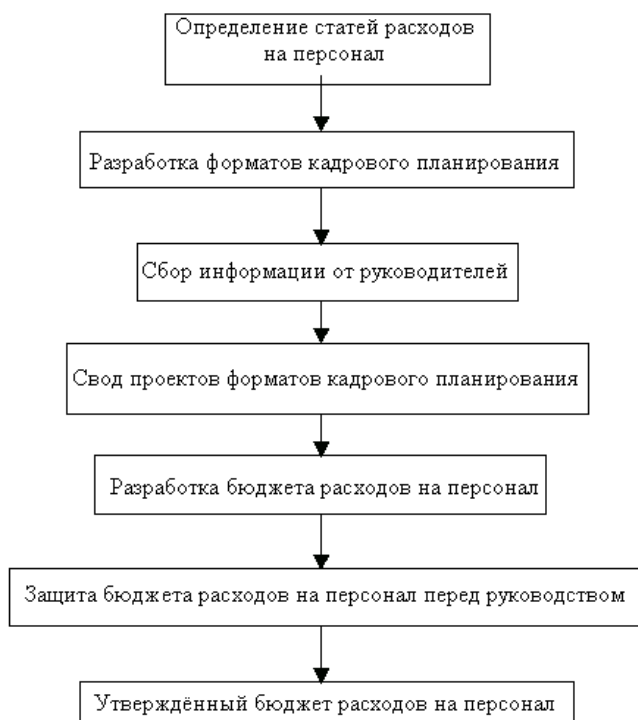 Определение статей расходов
на персонал
Разработка форматов кадрового планирования
Сбор информации от руководителей
Свод проектов форматов кадрового планирования
Разработка бюджета расходов на персонал
Защита бюджета расходов на персонал перед руководством
Утверждённый бюджет расходов на персонал